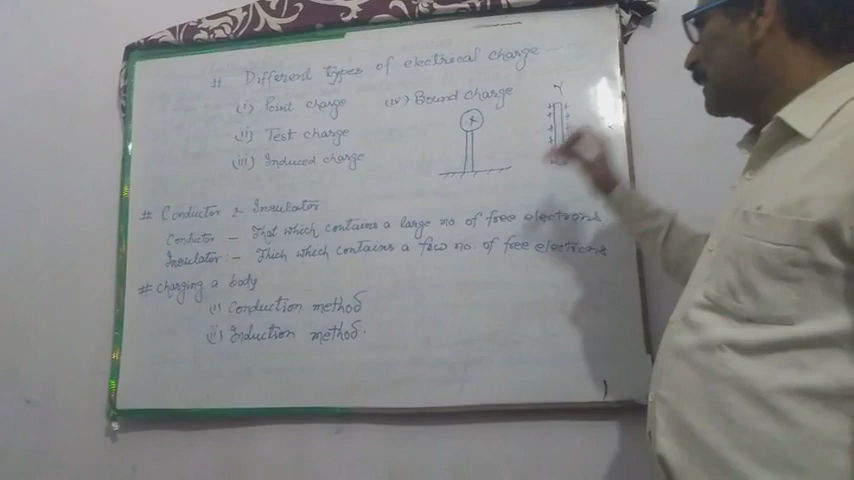 # Different types of electrical charge
(i) Point charge (iv) Bound charge
(ii) Test charge
(iii) Induced charge
X
Y
+ +
+ +
+ +
+
# Conductor & Insulator
Conductor - That which contains a large no. of free electrons
Insulator :- Thich which contains a few no. of free electrons
# Charging a body
(i) Conduction method
(ii) Induction method.